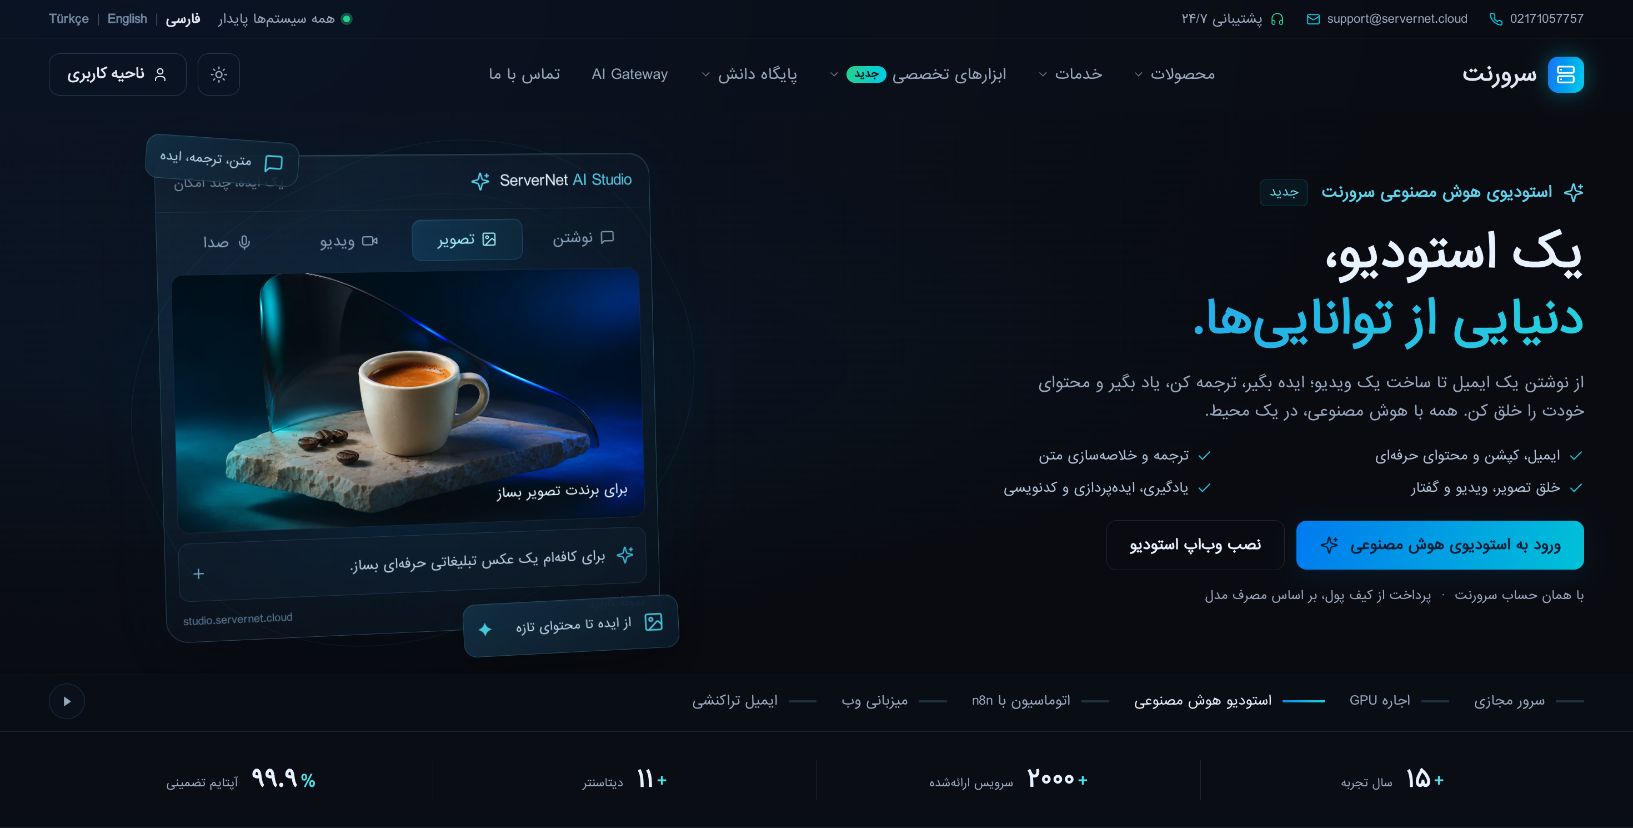 02171057757
support@servernet.cloud
پشتیبانی ۲۴/۷
همه سیستم‌ها پایدار
فارسی | English | Türkçe
سرورنت
محصولات
خدمات
ابزارهای تخصصی جدید
پایگاه دانش
AI Gateway
تماس با ما
ناحیه کاربری
استودیوی هوش مصنوعی سرورنت جدید
یک استودیو،
دنیایی از توانایی‌ها.
از نوشتن یک ایمیل تا ساخت یک ویدیو؛ ایده بگیر، ترجمه کن، یاد بگیر و محتوای
خودت را خلق کن. همه با هوش مصنوعی، در یک محیط.
ایمیل، کپشن و محتوای حرفه‌ای
ترجمه و خلاصه‌سازی متن
خلق تصویر، ویدیو و گفتار
یادگیری، ایده‌پردازی و کدنویسی
ورود به استودیوی هوش مصنوعی
نصب وب‌اپ استودیو
با همان حساب سرورنت · پرداخت از کیف پول، بر اساس مصرف مدل
متن، ترجمه، ایده
ServerNet AI Studio
یک ایده، چند امکان
نوشتن
تصویر
ویدیو
صدا
برای برندت تصویر بساز
برای کافه‌ام یک عکس تبلیغاتی حرفه‌ای بساز.
studio.servernet.cloud
از ایده تا محتوای تازه
سرور مجازی
اجاره GPU
استودیو هوش مصنوعی
اتوماسیون با n8n
میزبانی وب
ایمیل تراکنشی
+۱۵ سال تجربه
+۲۰۰۰ سرویس ارائه‌شده
+۱۱ دیتاسنتر
%۹۹.۹ آپتایم تضمینی